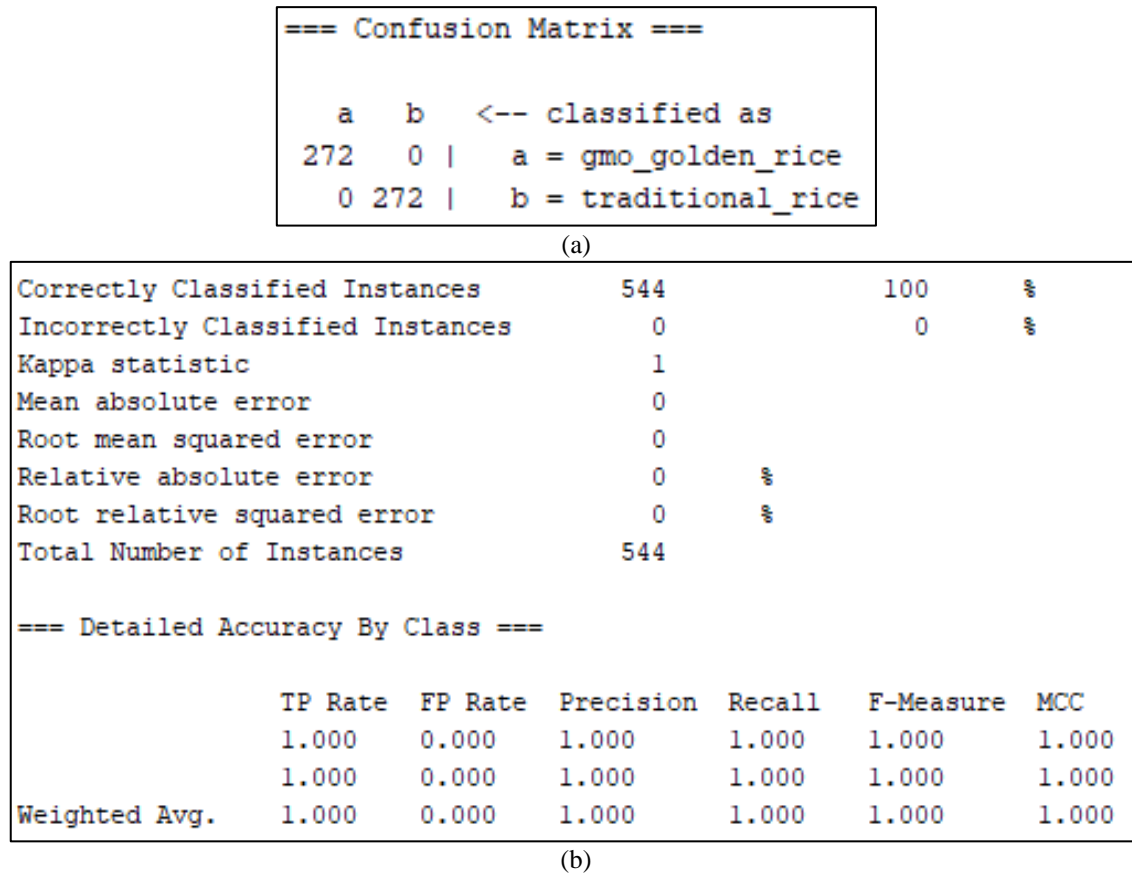 === Confusion Matrix ===
a b <-- classified as
272 0 | a = gmo_golden_rice
0 272 | b = traditional_rice
(a)
Correctly Classified Instances 544 100 %
Incorrectly Classified Instances 0 0 %
Kappa statistic 1
Mean absolute error 0
Root mean squared error 0
Relative absolute error 0 %
Root relative squared error 0 %
Total Number of Instances 544
=== Detailed Accuracy By Class ===
TP Rate FP Rate Precision Recall F-Measure MCC
1.000 0.000 1.000 1.000 1.000 1.000
1.000 0.000 1.000 1.000 1.000 1.000
Weighted Avg. 1.000 0.000 1.000 1.000 1.000 1.000
(b)